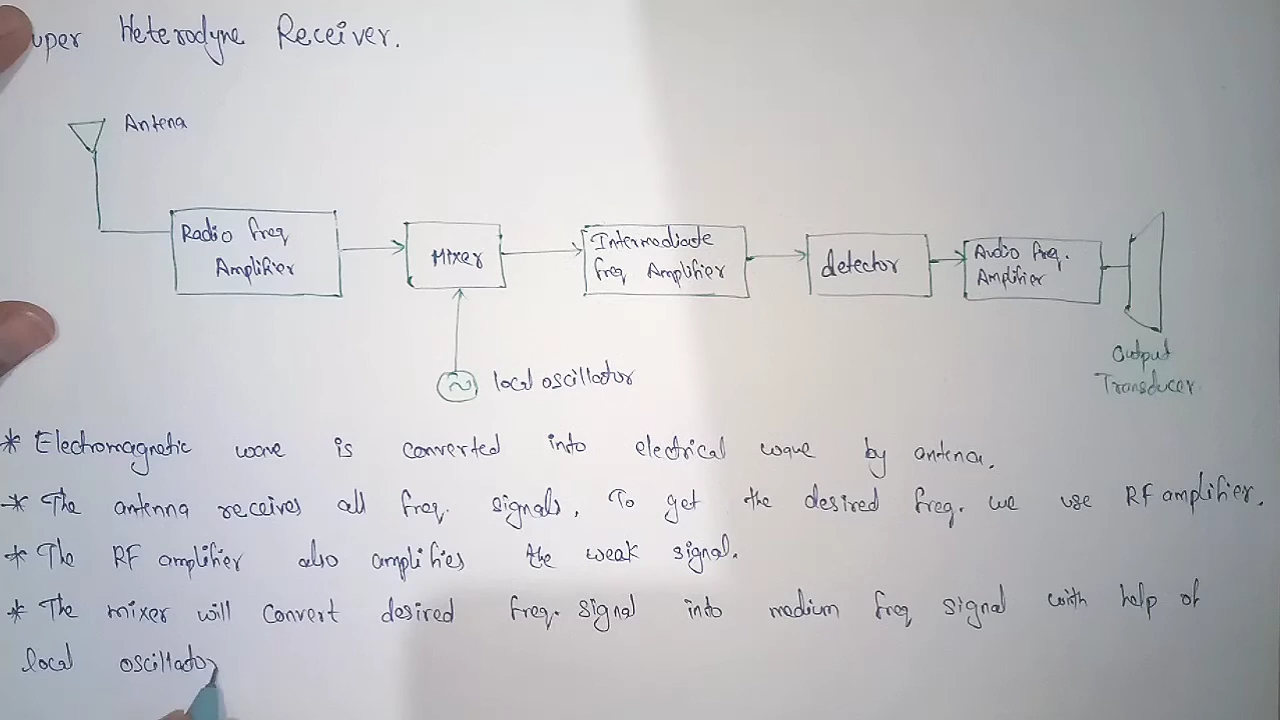 uper Heterodyne Receiver.
Antena
Radio freq
Amplifier
Mixer
Intermediate
freq Amplifier
detector
Audio freq.
Amplifier
local oscillator
Output
Transducer
* Electromagnetic wave is converted into electrical wave by antena.
* The antenna receives all freq. signals. To get the desired freq. we use RF amplifier.
* The RF amplifier also amplifies the weak signal.
* The mixer will convert desired freq. signal into medium freq signal with help of
local oscillator